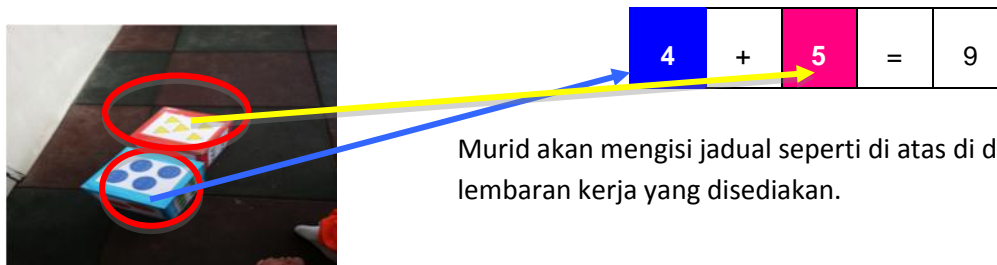 4 + 5 = 9
Murid akan mengisi jadual seperti di atas di d
lembaran kerja yang disediakan.